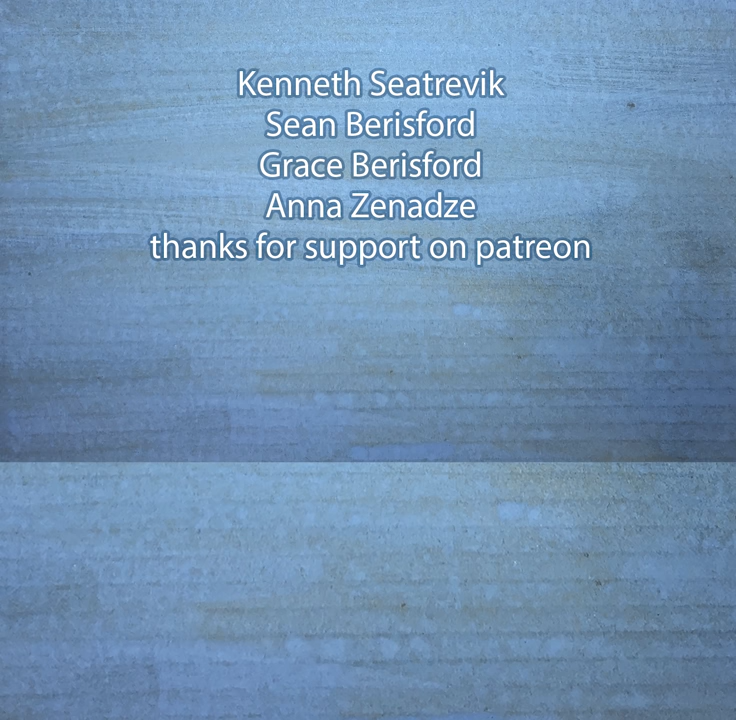 Kenneth Seatrevik
Sean Berisford
Grace Berisford
Anna Zenadze
thanks for support on patreon